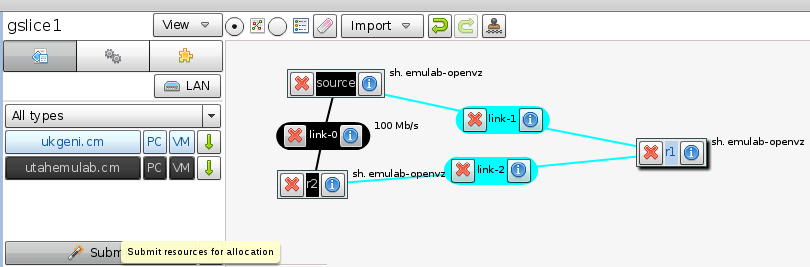 gslice1
View
Import
LAN
All types
ukgeni.cm PC VM
utahemulab.cm PC VM
Subm
Submit resources for allocation
source
sh. emulab-openvz
link-0
100 Mb/s
link-1
r1
sh. emulab-openvz
r2
sh. emulab-openvz
link-2